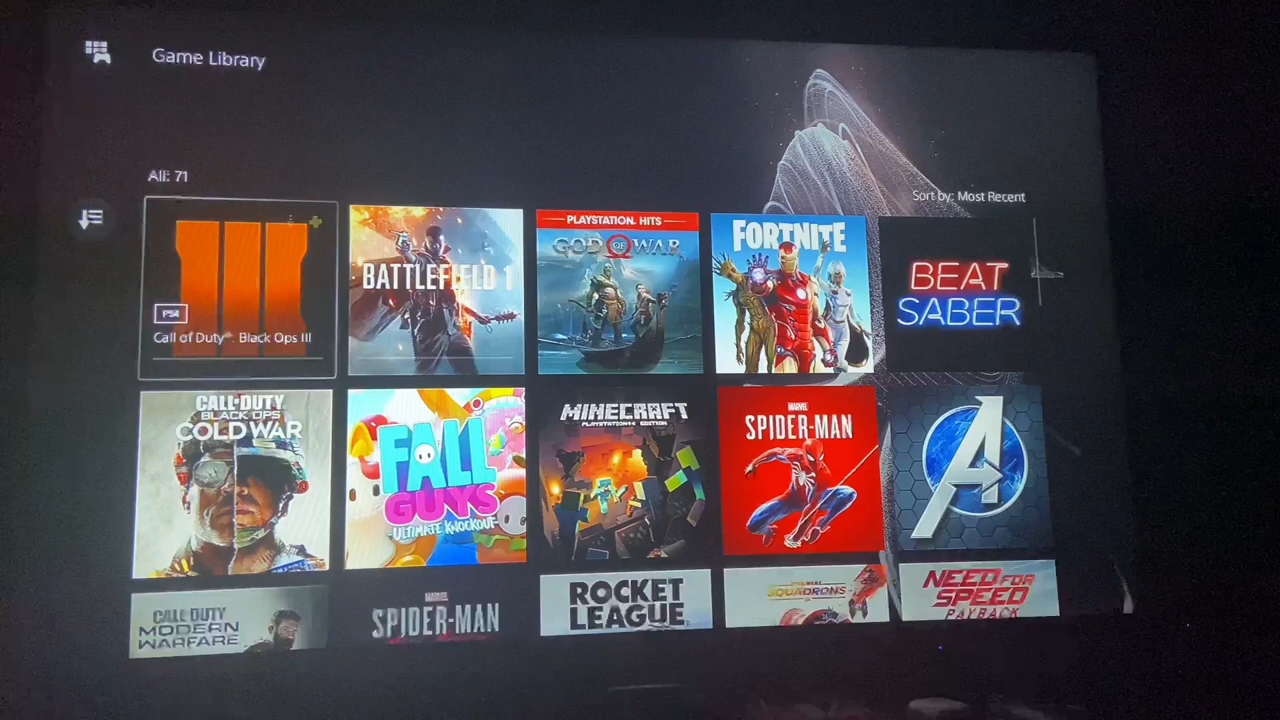 Game Library
All: 71
Sort by: Most Recent
PS4
Call of Duty®: Black Ops III
BATTLEFIELD 1
PLAYSTATION HITS
GOD OF WAR
FORTNITE
BEAT
SABER
CALL OF DUTY
BLACK OPS
COLD WAR
FALL
GUYS
ULTIMATE KNOCKOUT
MINECRAFT
PLAYSTATION®4 EDITION
MARVEL
SPIDER-MAN
A
CALL OF DUTY
MODERN
WARFARE
MARVEL
SPIDER-MAN
ROCKET
LEAGUE
STAR WARS
SQUADRONS
NEED FOR
SPEED
PAYBACK